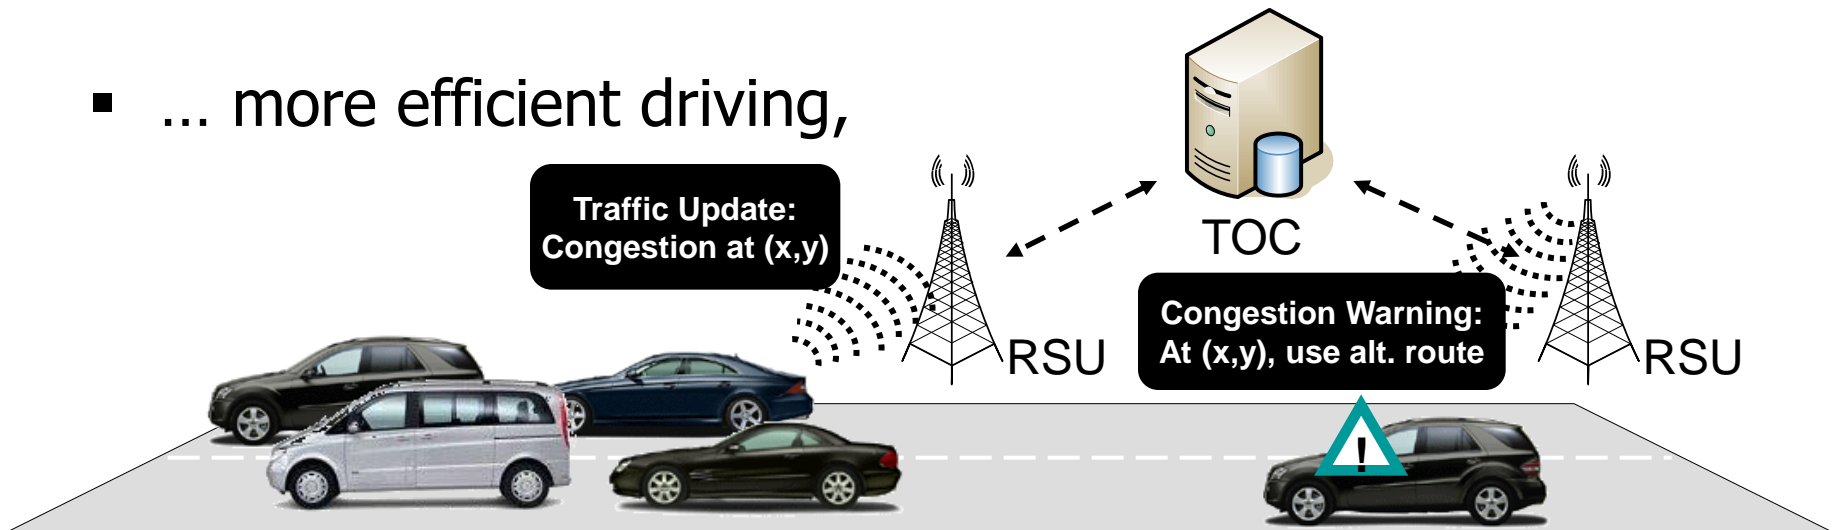 ▪ … more efficient driving,
Traffic Update:
Congestion at (x,y)
TOC
Congestion Warning:
At (x,y), use alt. route
RSU
RSU
!